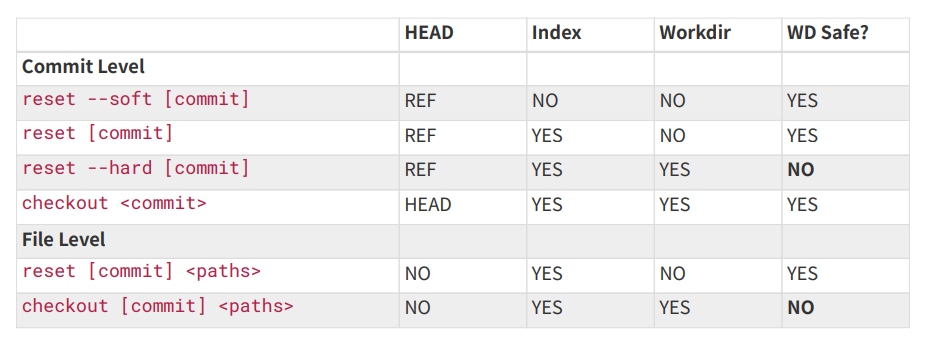 HEAD Index Workdir WD Safe?
Commit Level
reset --soft [commit] REF NO NO YES
reset [commit] REF YES NO YES
reset --hard [commit] REF YES YES NO
checkout <commit> HEAD YES YES YES
File Level
reset [commit] <paths> NO YES NO YES
checkout [commit] <paths> NO YES YES NO